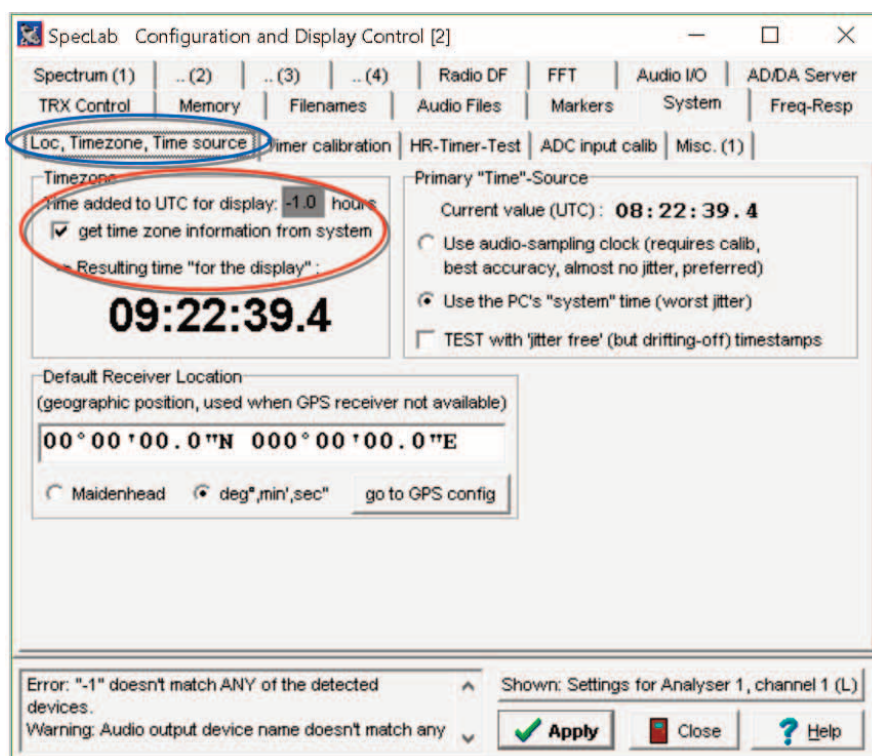 SpecLab Configuration and Display Control [2]
Spectrum (1) .. (2) .. (3) .. (4) Radio DF FFT Audio I/O AD/DA Server
TRX Control Memory Filenames Audio Files Markers System Freq-Resp
Loc, Timezone, Time source Timer calibration HR-Timer-Test ADC input calib Misc. (1)
Timezone
Time added to UTC for display: -1.0 hours
get time zone information from system
Resulting time "for the display" :
09:22:39.4
Primary "Time"-Source
Current value (UTC) : 08:22:39.4
Use audio-sampling clock (requires calib,
best accuracy, almost no jitter, preferred)
Use the PC's "system" time (worst jitter)
TEST with 'jitter free' (but drifting-off) timestamps
Default Receiver Location
(geographic position, used when GPS receiver not available)
00°00'00.0"N 000°00'00.0"E
Maidenhead deg°,min',sec" go to GPS config
Error: "-1" doesn't match ANY of the detected
devices.
Warning: Audio output device name doesn't match any
Shown: Settings for Analyser 1, channel 1 (L)
Apply Close Help